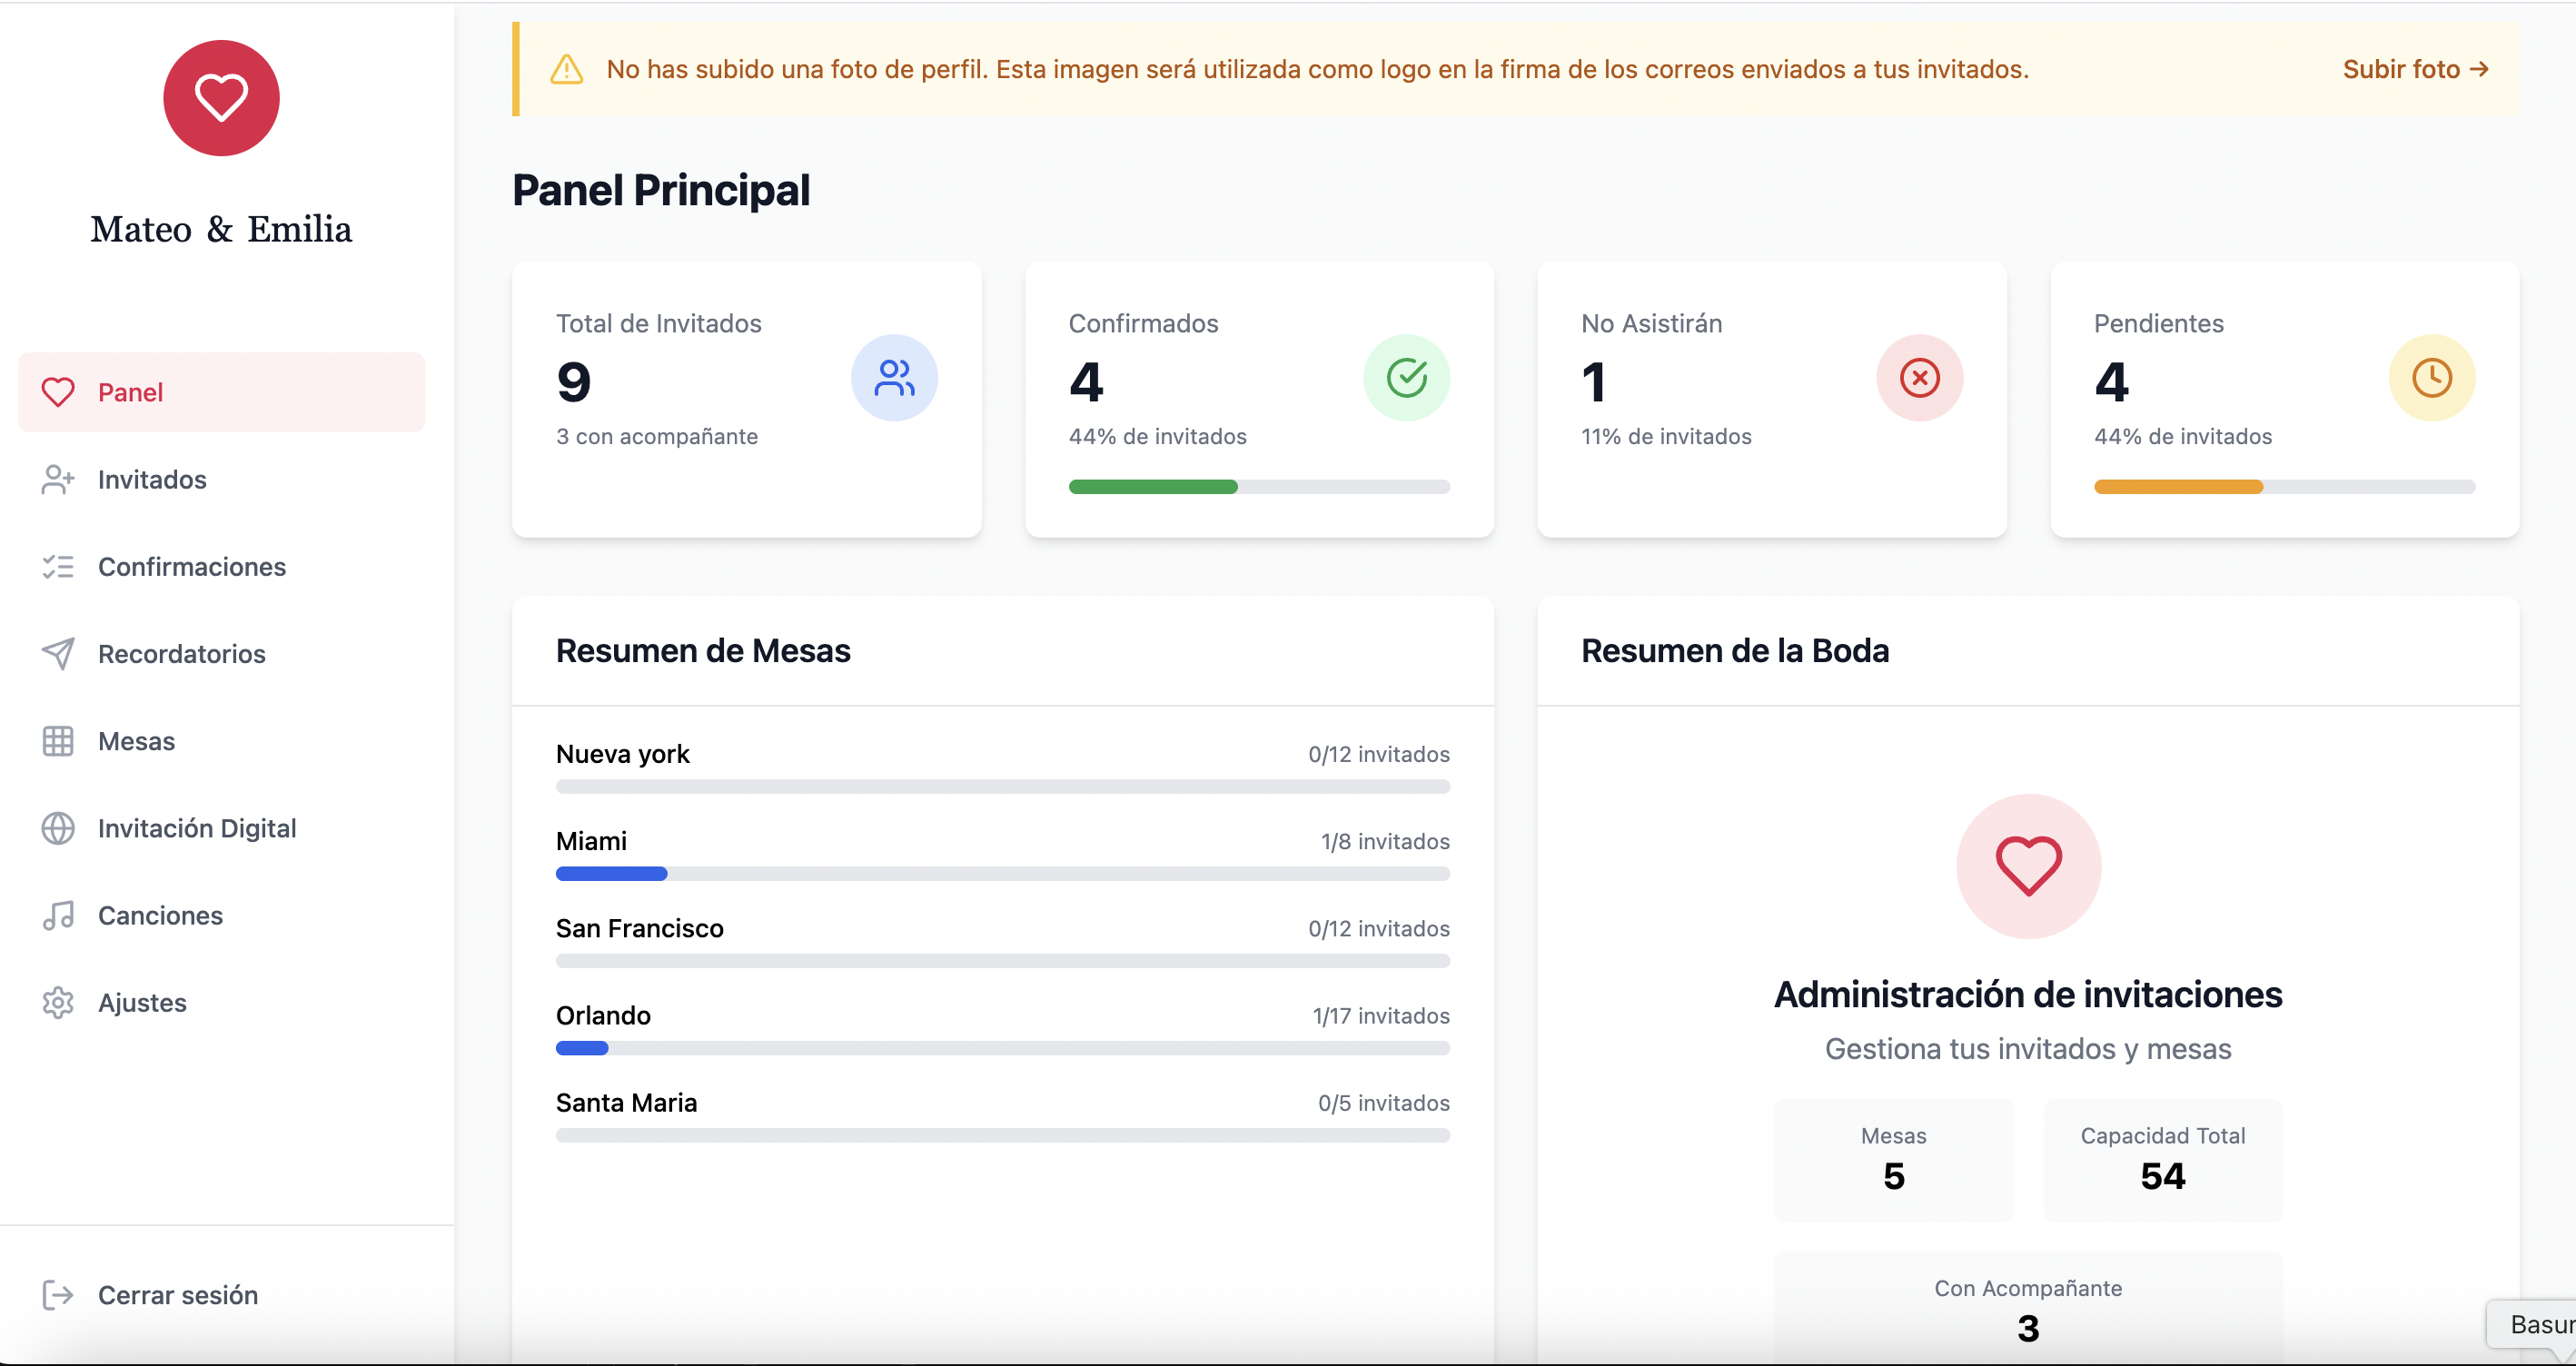 Mateo & Emilia
Panel
Invitados
Confirmaciones
Recordatorios
Mesas
Invitación Digital
Canciones
Ajustes
Cerrar sesión
No has subido una foto de perfil. Esta imagen será utilizada como logo en la firma de los correos enviados a tus invitados.
Subir foto →
Panel Principal
Total de Invitados
9
3 con acompañante
Confirmados
4
44% de invitados
No Asistirán
1
11% de invitados
Pendientes
4
44% de invitados
Resumen de Mesas
Nueva york 0/12 invitados
Miami 1/8 invitados
San Francisco 0/12 invitados
Orlando 1/17 invitados
Santa Maria 0/5 invitados
Resumen de la Boda
Administración de invitaciones
Gestiona tus invitados y mesas
Mesas
5
Capacidad Total
54
Con Acompañante
3